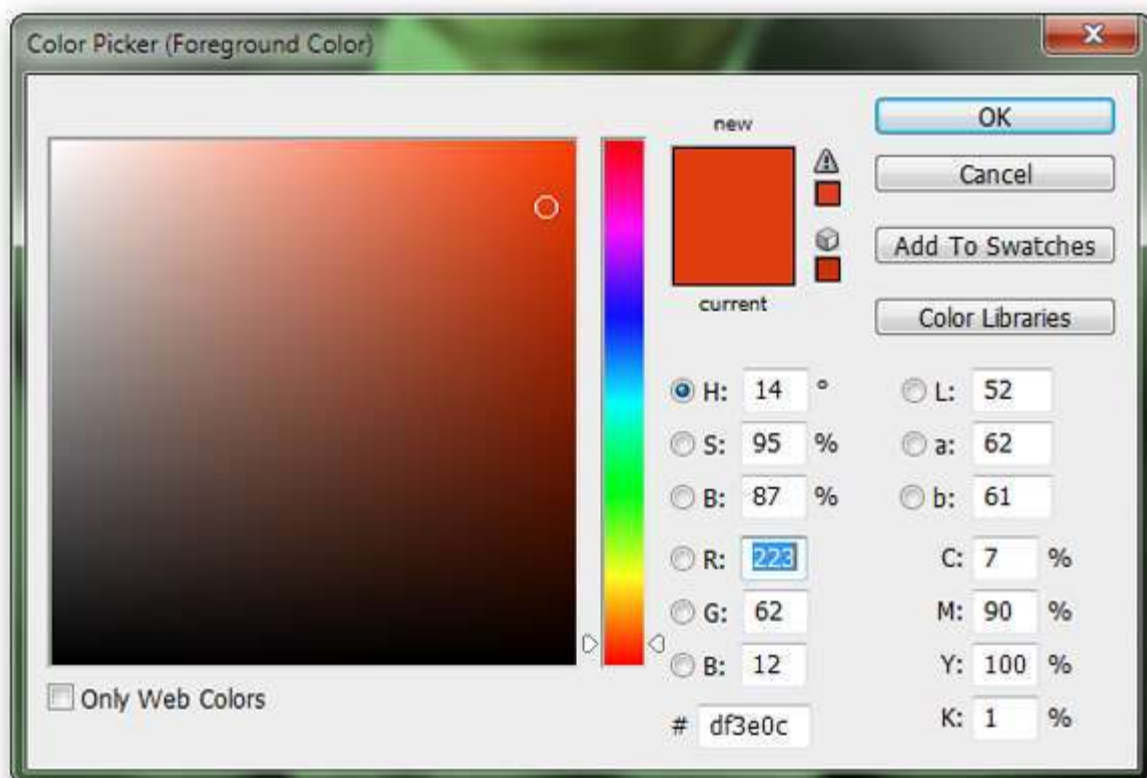 Color Picker (Foreground Color)
new
current
OK
Cancel
Add To Swatches
Color Libraries
H: 14 °
S: 95 %
B: 87 %
R: 223
G: 62
B: 12
# df3e0c
L: 52
a: 62
b: 61
C: 7 %
M: 90 %
Y: 100 %
K: 1 %
Only Web Colors